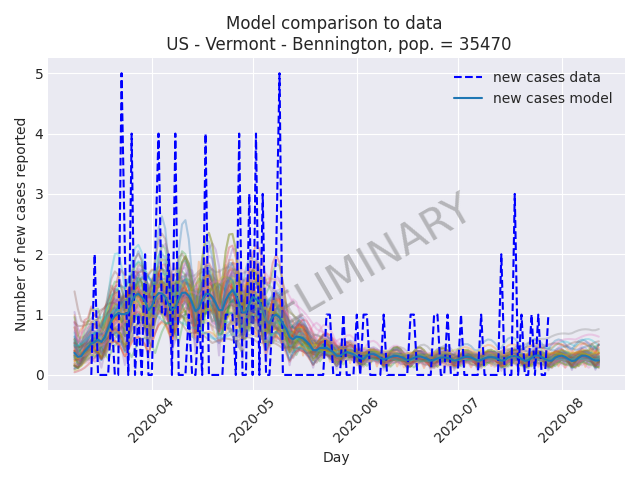 Model comparison to data
US - Vermont - Bennington, pop. = 35470
new cases data
new cases model
Number of new cases reported
5
4
3
2
1
0
ELIMINARY
2020-04
2020-05
2020-06
2020-07
2020-08
Day